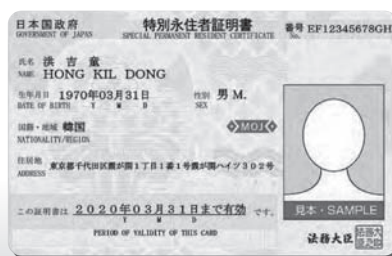 日本国政府 特別永住者証明書 番号 EF12345678GH
GOVERNMENT OF JAPAN SPECIAL PERMANENT RESIDENT CERTIFICATE No.
氏名 洪吉童
NAME HONG KIL DONG
生年月日 1970年03月31日 性別 男 M.
DATE OF BIRTH Y M D SEX
国籍・地域 韓国
NATIONALITY/REGION
MOJ
住居地 東京都千代田区霞が関1丁目1番1号霞が関ハイツ302号
ADDRESS
この証明書は 2020年03月31日まで有効 です。
Y M D
PERIOD OF VALIDITY OF THIS CARD
見本・SAMPLE
法務大臣